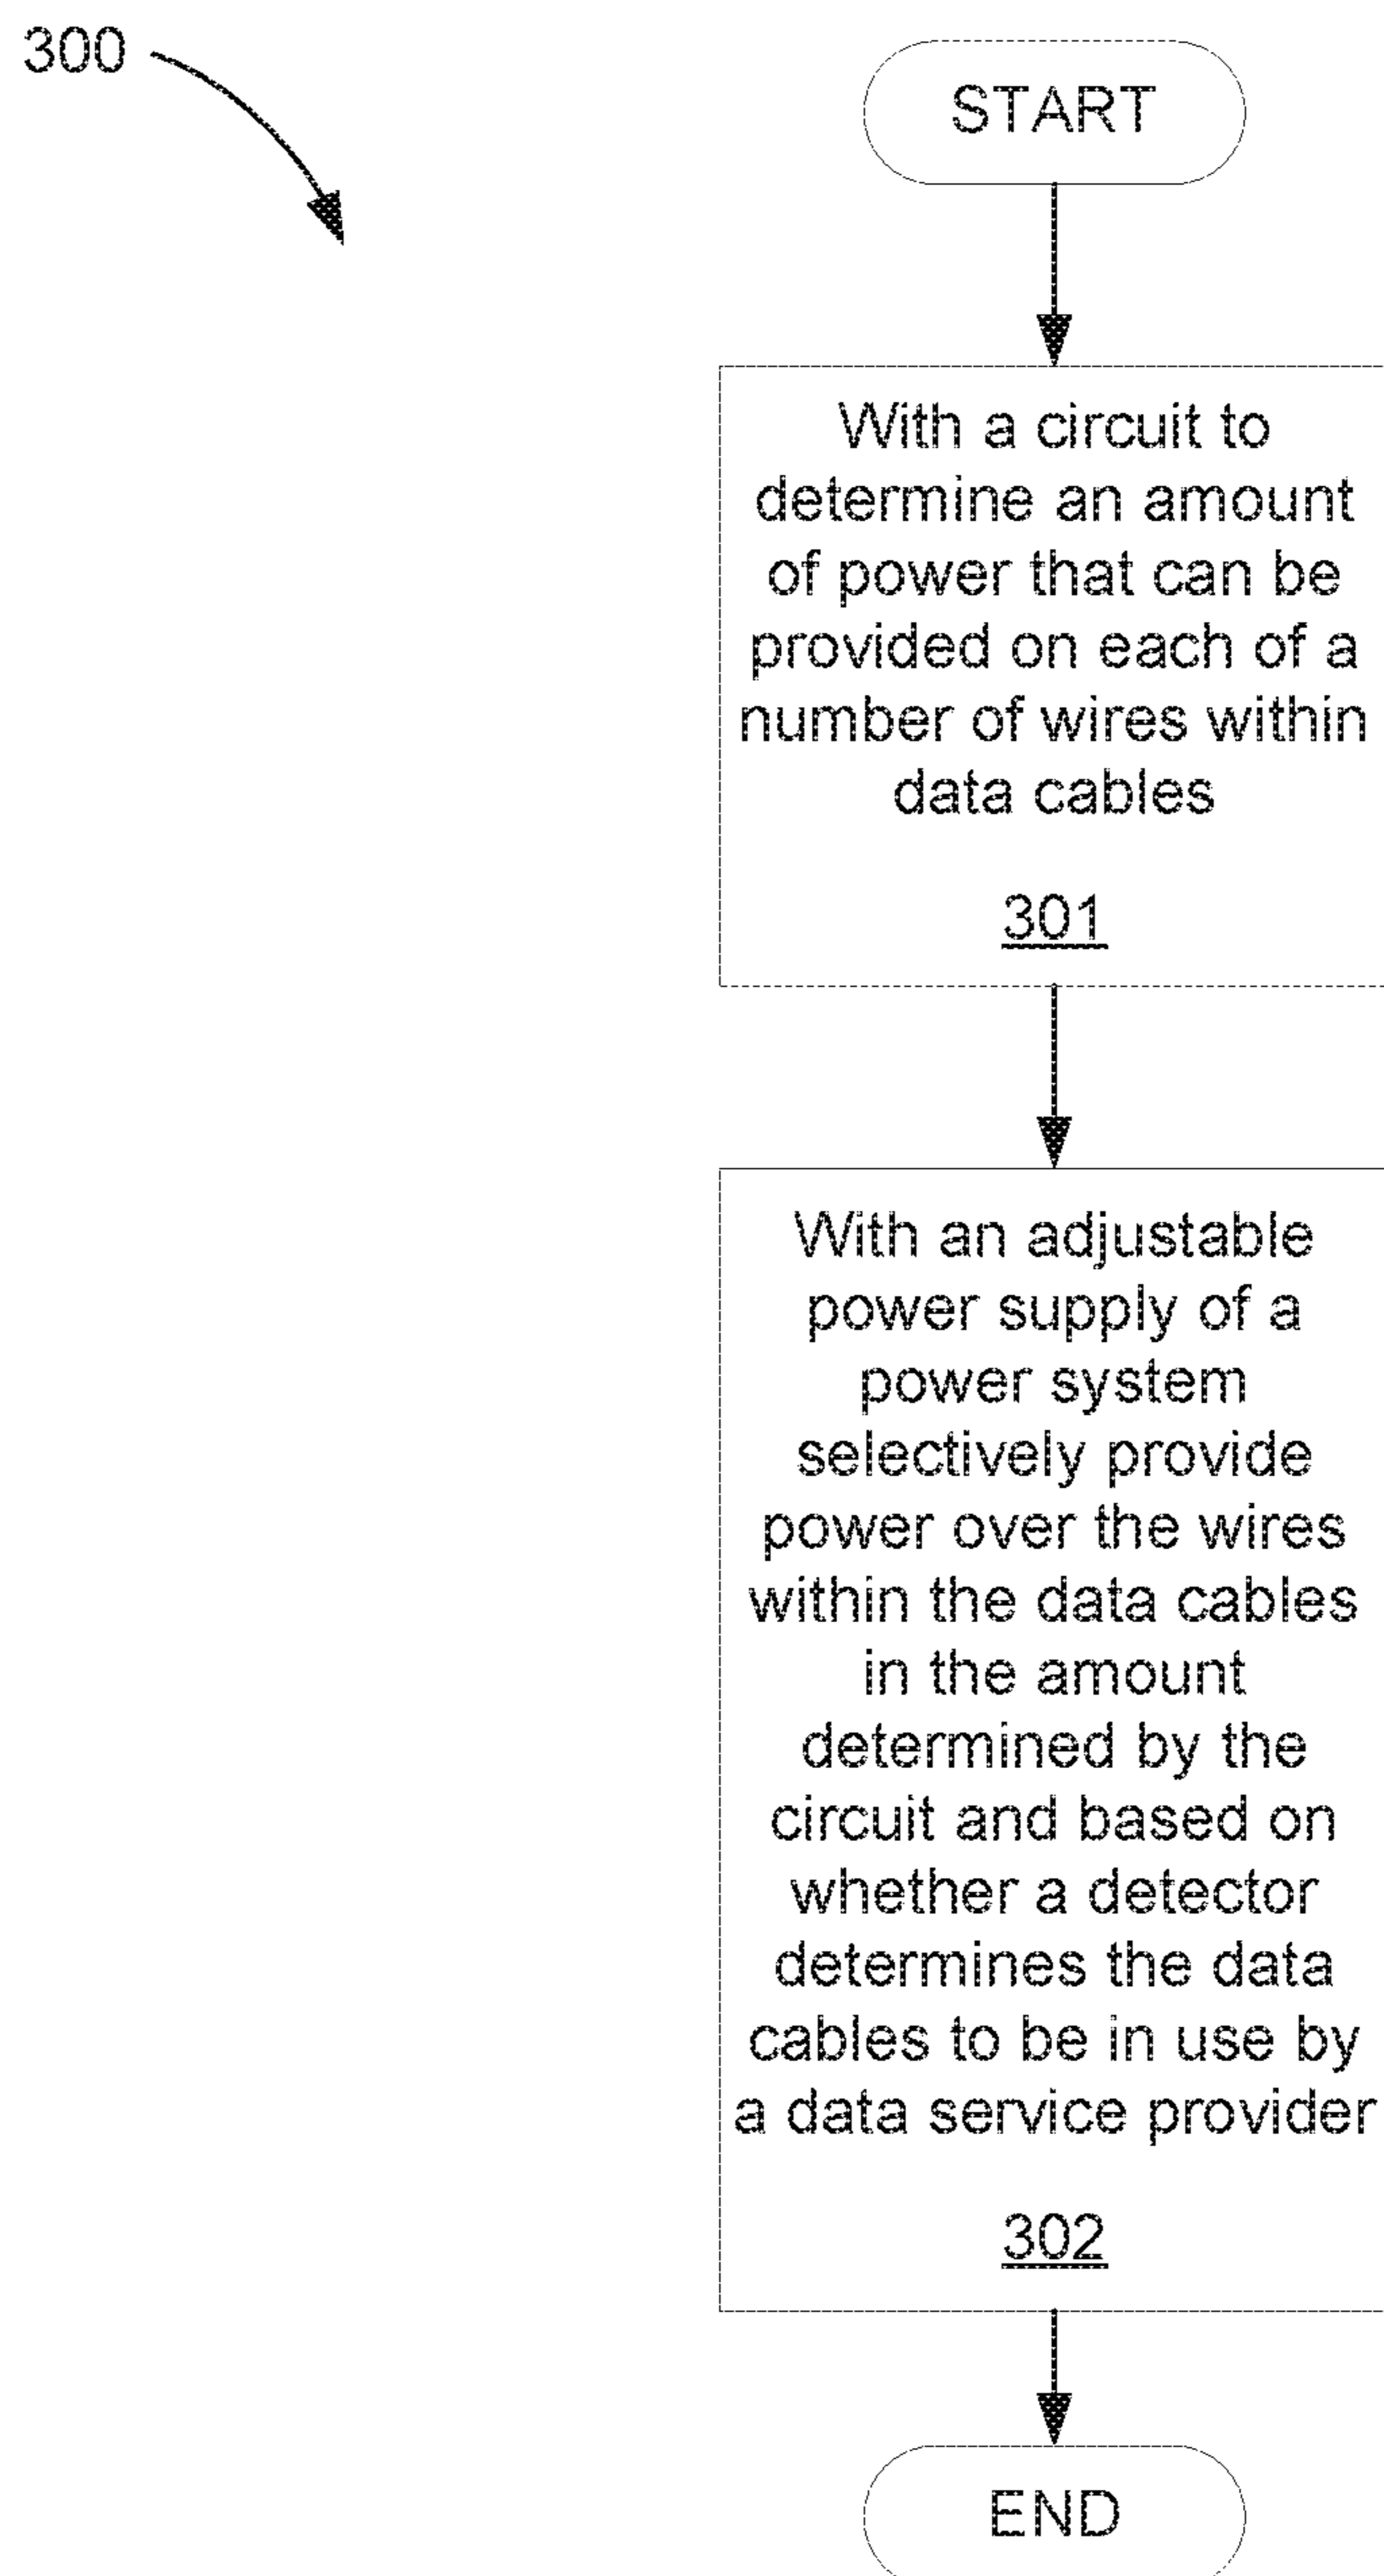 300
START
With a circuit to
determine an amount
of power that can be
provided on each of a
number of wires within
data cables
301
With an adjustable
power supply of a
power system
selectively provide
power over the wires
within the data cables
in the amount
determined by the
circuit and based on
whether a detector
determines the data
cables to be in use by
a data service provider
302
END